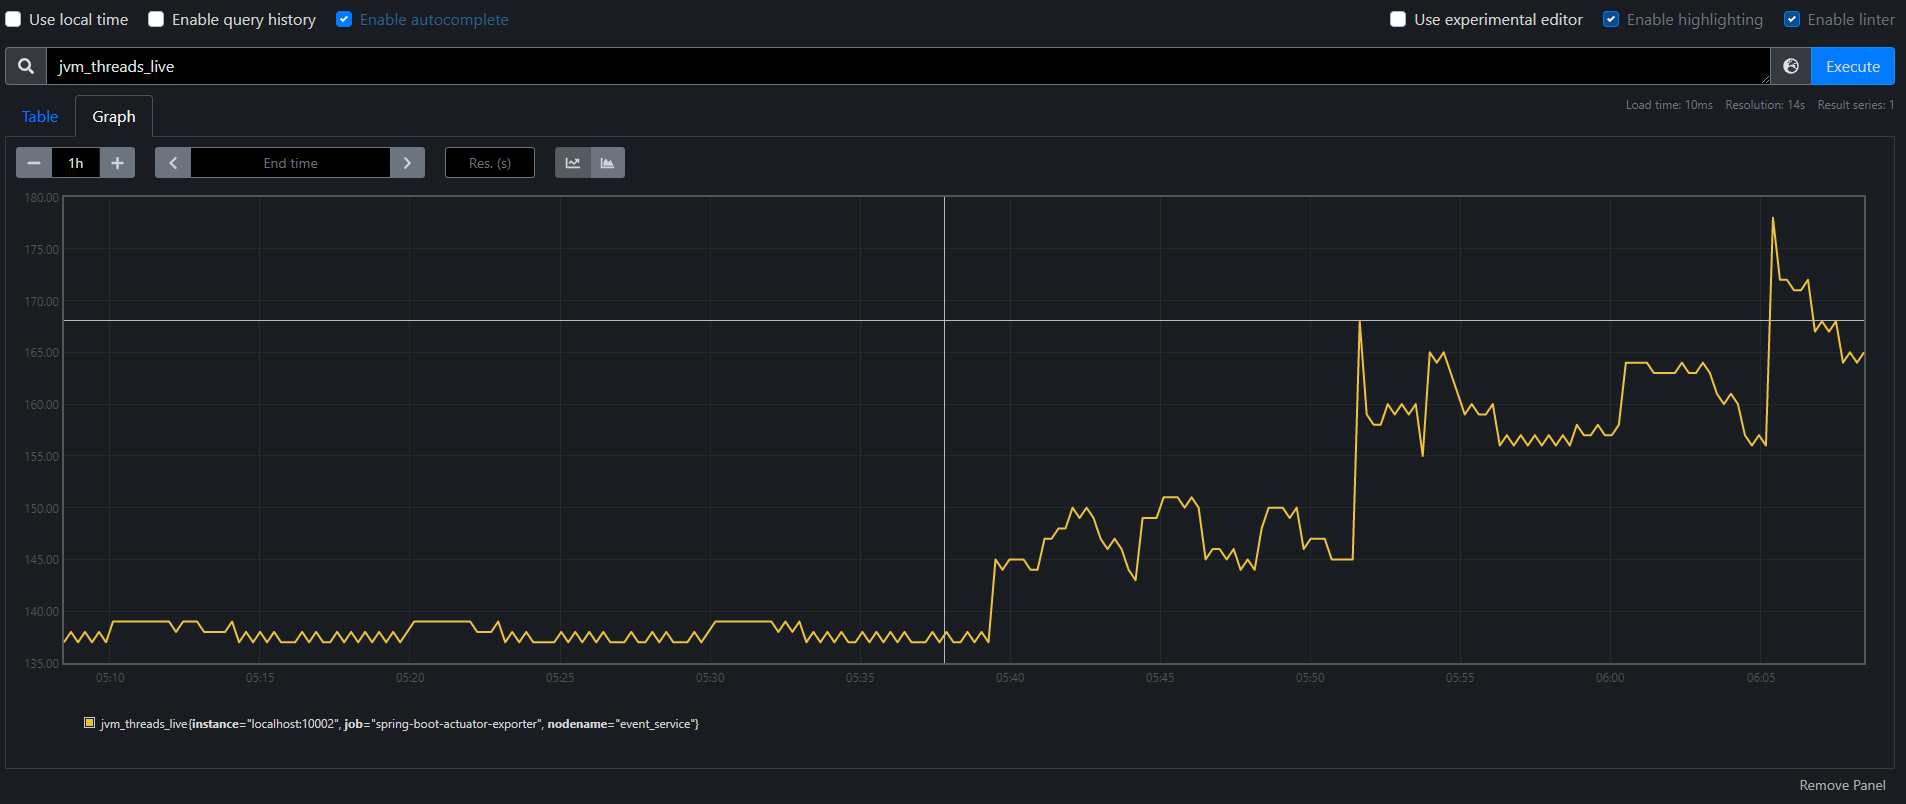 Use local time Enable query history Enable autocomplete Use experimental editor Enable highlighting Enable linter
jvm_threads_live Execute
Table Graph Load time: 10ms Resolution: 14s Result series: 1
1h End time Res. (s)
180.00
175.00
170.00
165.00
160.00
155.00
150.00
145.00
140.00
135.00
05:10 05:15 05:20 05:25 05:30 05:35 05:40 05:45 05:50 05:55 06:00 06:05
jvm_threads_live{instance="localhost:10002", job="spring-boot-actuator-exporter", nodename="event_service"}
Remove Panel